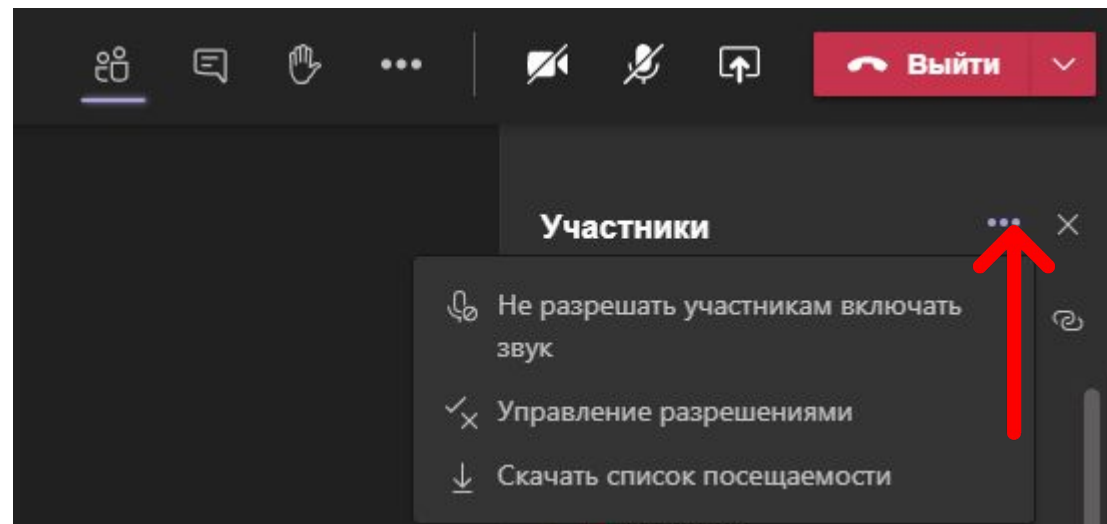 Выйти
Участники
Не разрешать участникам включать
звук
Управление разрешениями
Скачать список посещаемости